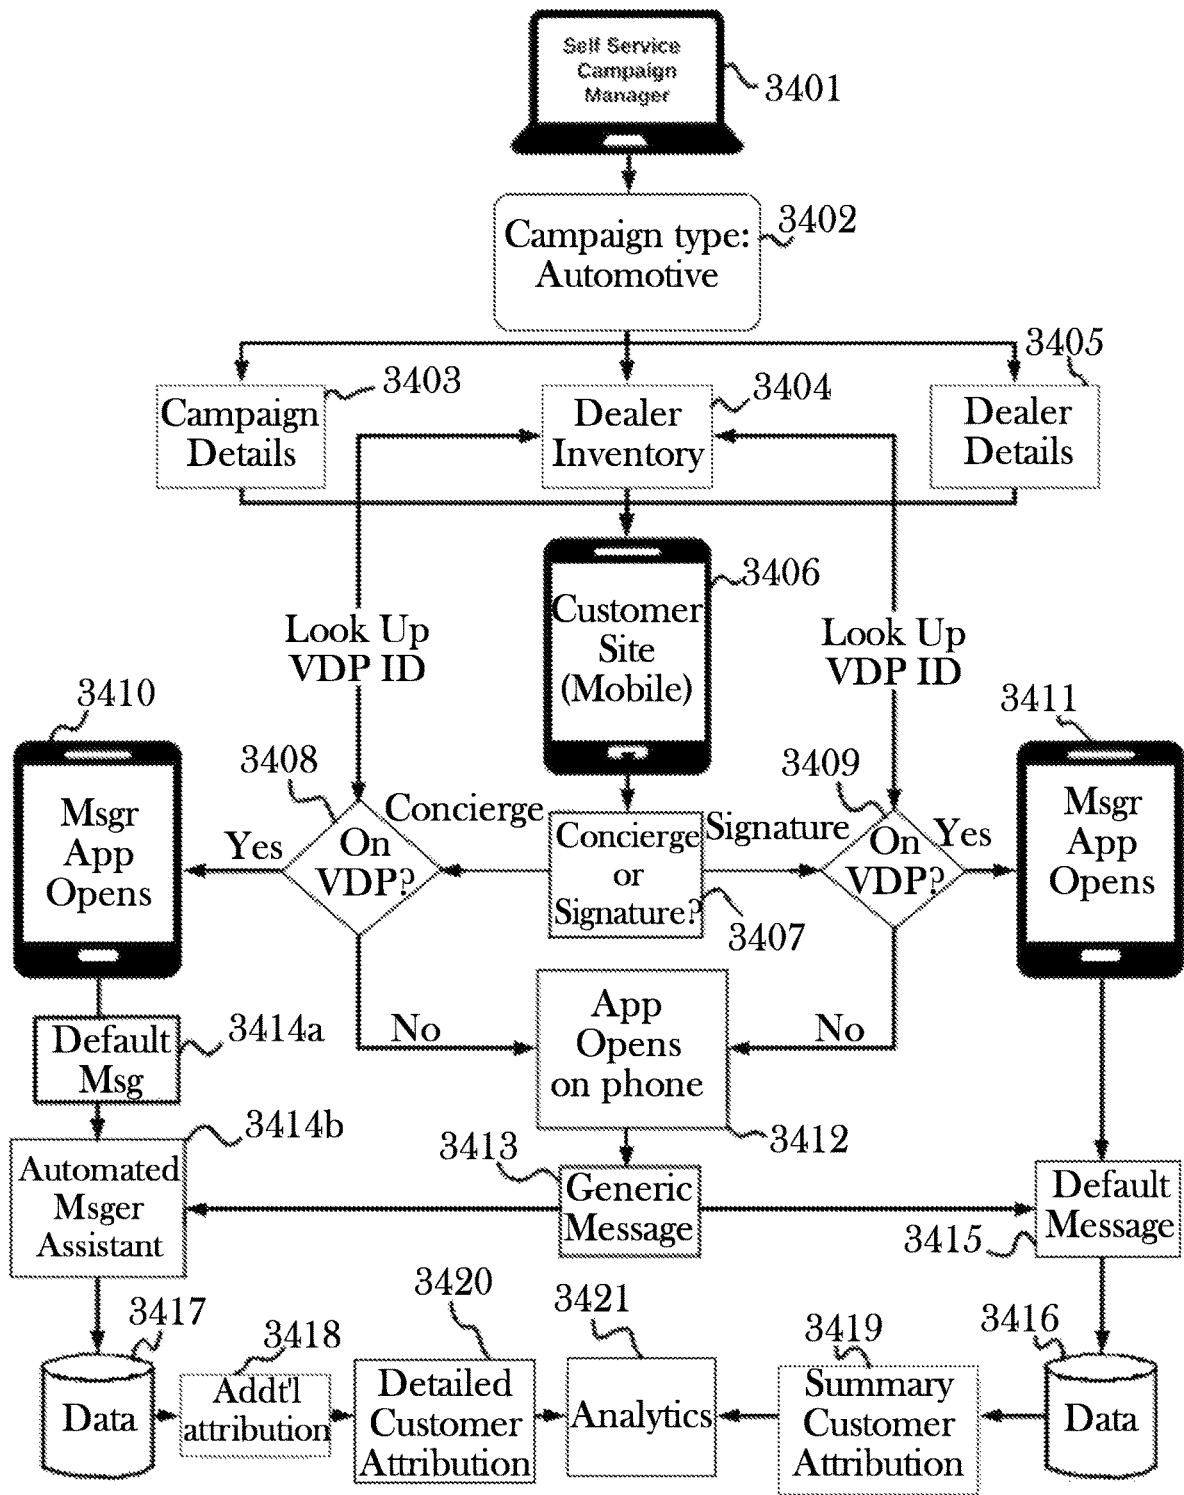 Self Service
Campaign
Manager
3401
3402
Campaign type:
Automotive
3405
3403
3404
Campaign
Details
Dealer
Inventory
Dealer
Details
3406
Customer
Site
(Mobile)
Look Up
VDP ID
Look Up
VDP ID
3410
3411
3408
3409
Msgr
App
Opens
Yes
On
VDP?
Concierge
Concierge
or
Signature?
Signature
On
VDP?
Yes
Msgr
App
Opens
3407
No
App
Opens
on phone
No
3412
Default
Msg
3414a
3414b
3413
Automated
Msger
Assistant
Generic
Message
Default
Message
3415
3417
3418
3420
3421
3419
3416
Data
Addt'l
attribution
Detailed
Customer
Attribution
Analytics
Summary
Customer
Attribution
Data